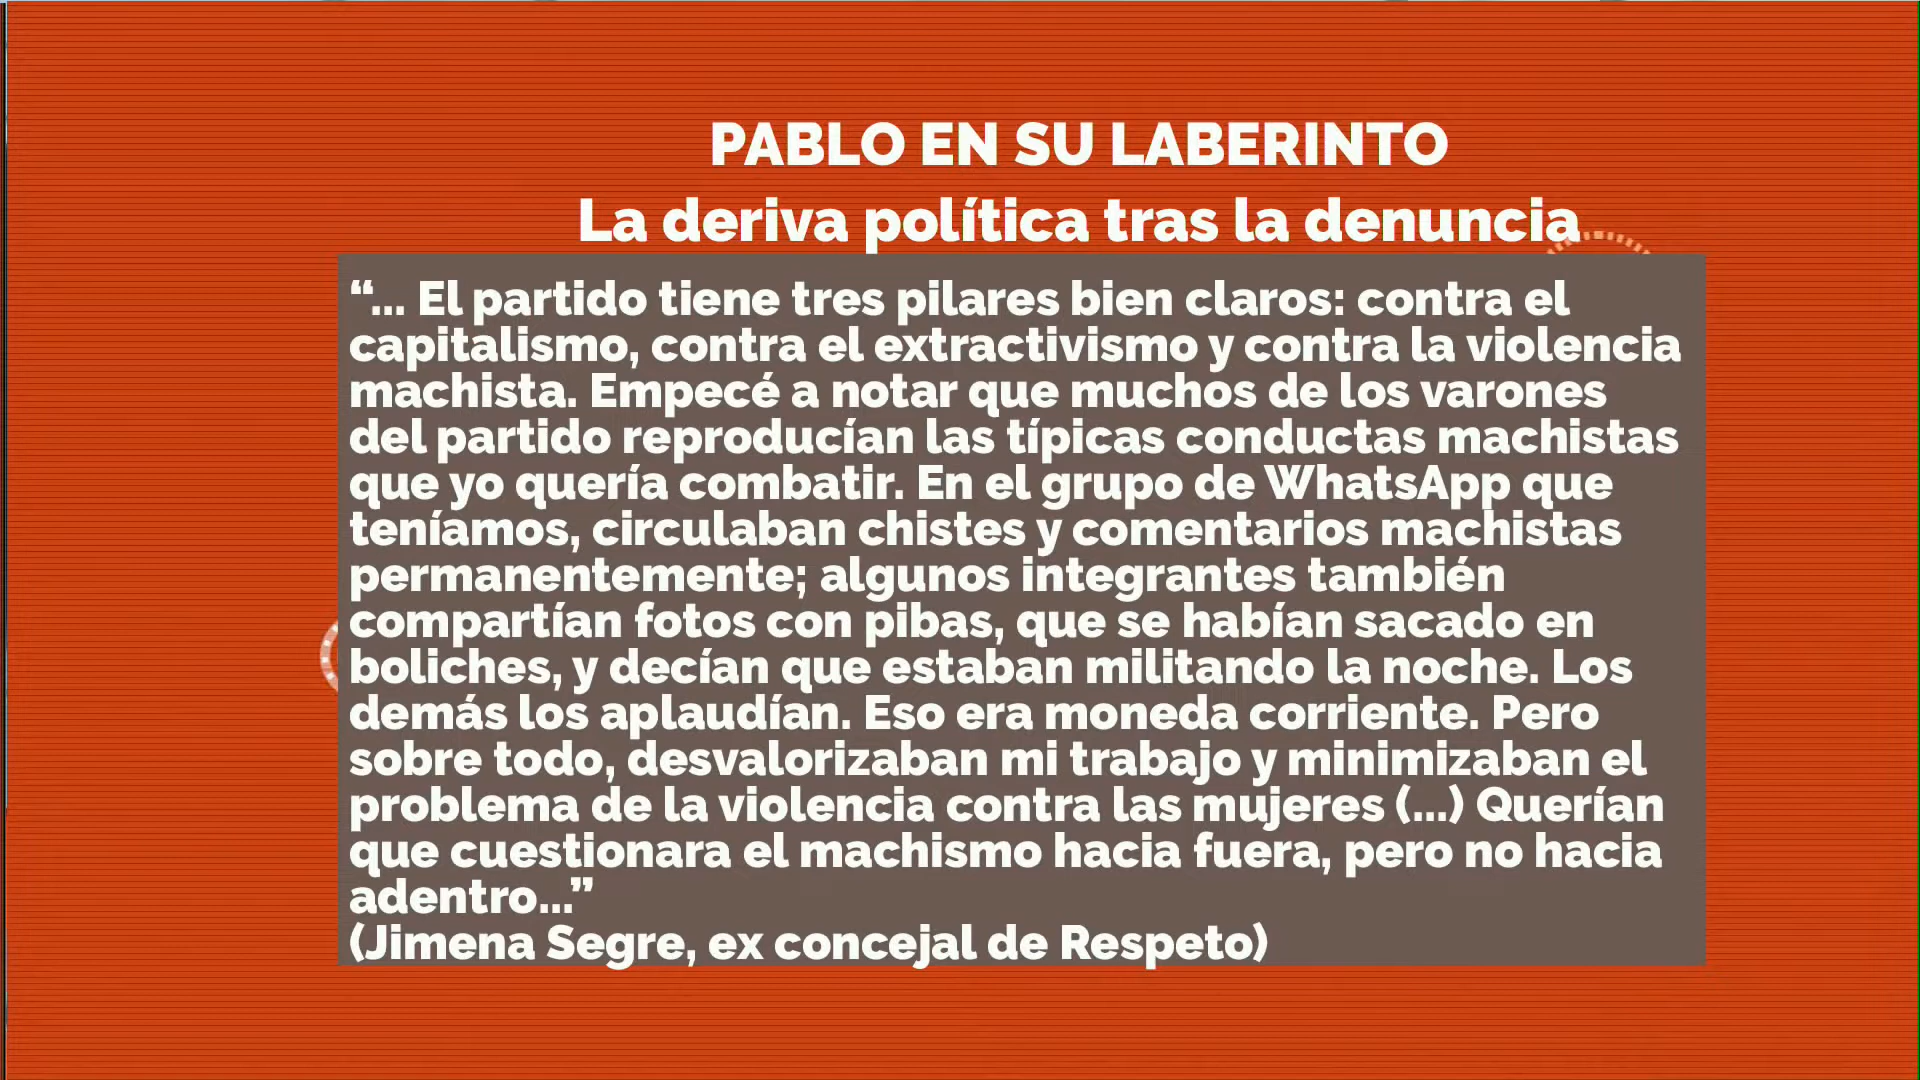 PABLO EN SU LABERINTO
La deriva política tras la denuncia
“... El partido tiene tres pilares bien claros: contra el
capitalismo, contra el extractivismo y contra la violencia
machista. Empecé a notar que muchos de los varones
del partido reproducían las típicas conductas machistas
que yo quería combatir. En el grupo de WhatsApp que
teníamos, circulaban chistes y comentarios machistas
permanentemente; algunos integrantes también
compartían fotos con pibas, que se habían sacado en
boliches, y decían que estaban militando la noche. Los
demás los aplaudían. Eso era moneda corriente. Pero
sobre todo, desvalorizaban mi trabajo y minimizaban el
problema de la violencia contra las mujeres (...) Querían
que cuestionara el machismo hacia fuera, pero no hacia
adentro...”
(Jimena Segre, ex concejal de Respeto)